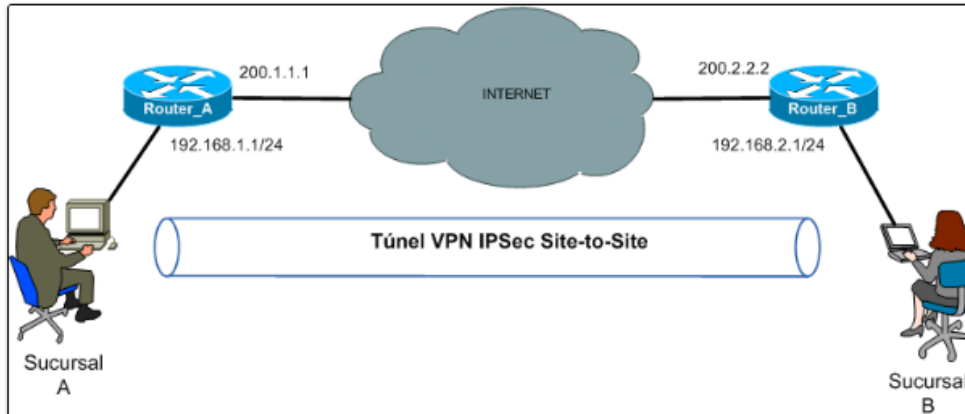 200.1.1.1
INTERNET
200.2.2.2
Router_A
Router_B
192.168.1.1/24
192.168.2.1/24
Túnel VPN IPSec Site-to-Site
Sucursal
A
Sucursal
B